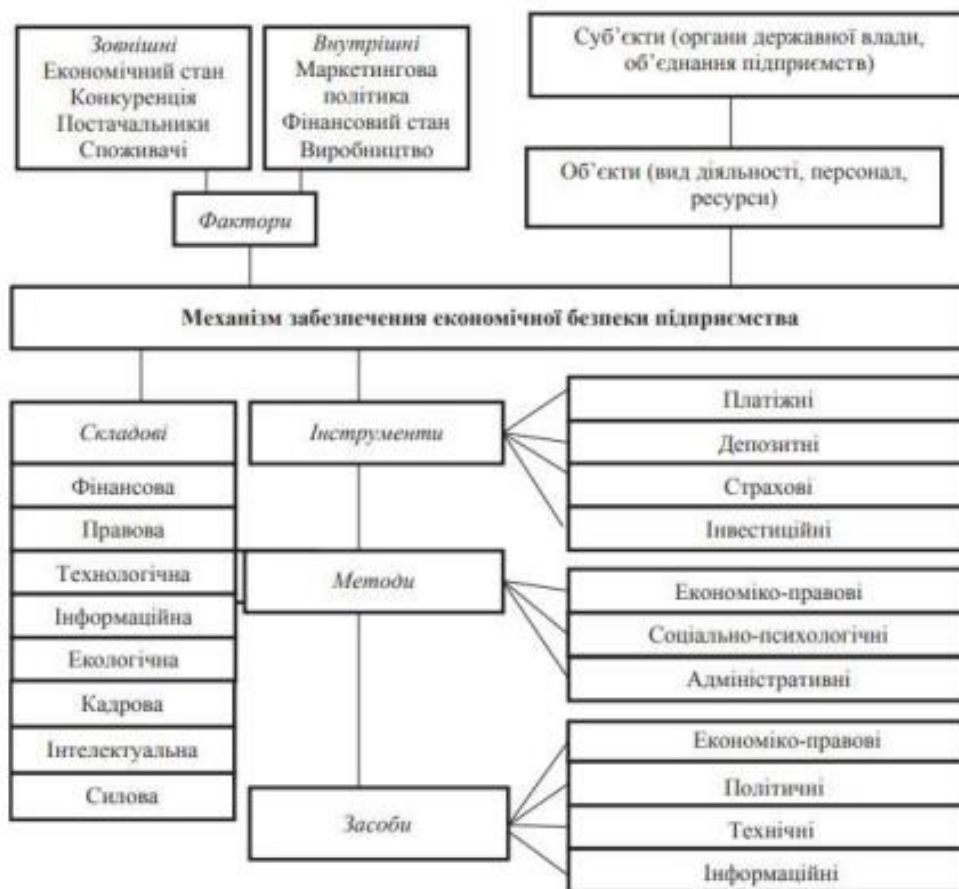 Зовнішні
Економічний стан
Конкуренція
Постачальники
Споживачі
Внутрішні
Маркетингова
політика
Фінансовий стан
Виробництво
Суб’єкти (органи державної влади,
об’єднання підприємств)
Об’єкти (вид діяльності, персонал,
ресурси)
Фактори
Механізм забезпечення економічної безпеки підприємства
Складові
Фінансова
Правова
Технологічна
Інформаційна
Екологічна
Кадрова
Інтелектуальна
Силова
Інструменти
Платіжні
Депозитні
Страхові
Інвестиційні
Методи
Економіко-правові
Соціально-психологічні
Адміністративні
Засоби
Економіко-правові
Політичні
Технічні
Інформаційні